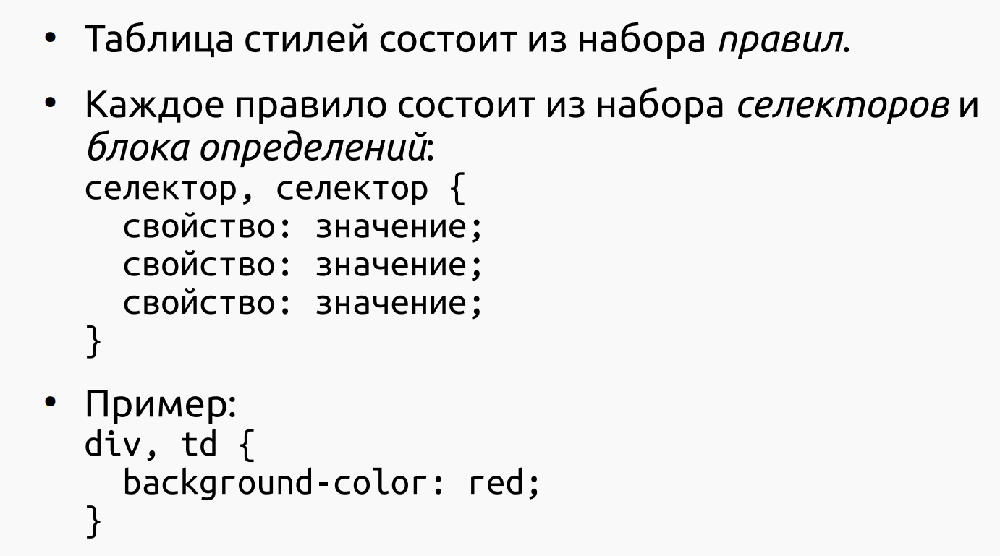 • Таблица стилей состоит из набора правил.
• Каждое правило состоит из набора селекторов и
блока определений:
селектор, селектор {
  свойство: значение;
  свойство: значение;
  свойство: значение;
}
• Пример:
div, td {
  background-color: red;
}